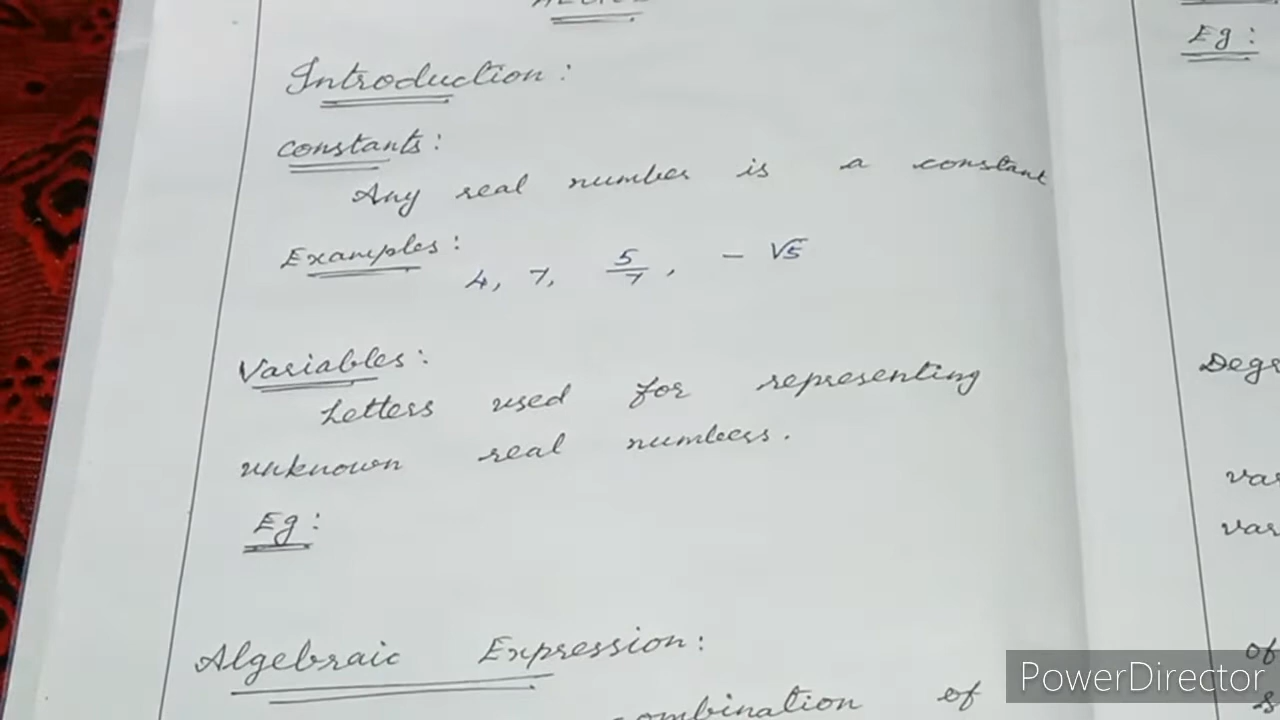 Introduction:
constants:
Any real number is a constant
Examples:
4, 7, 5/7, - √5
Variables:
Letters used for representing
unknown real numbers.
Eg:
Algebraic Expression:
of
Eg:
of
PowerDirector